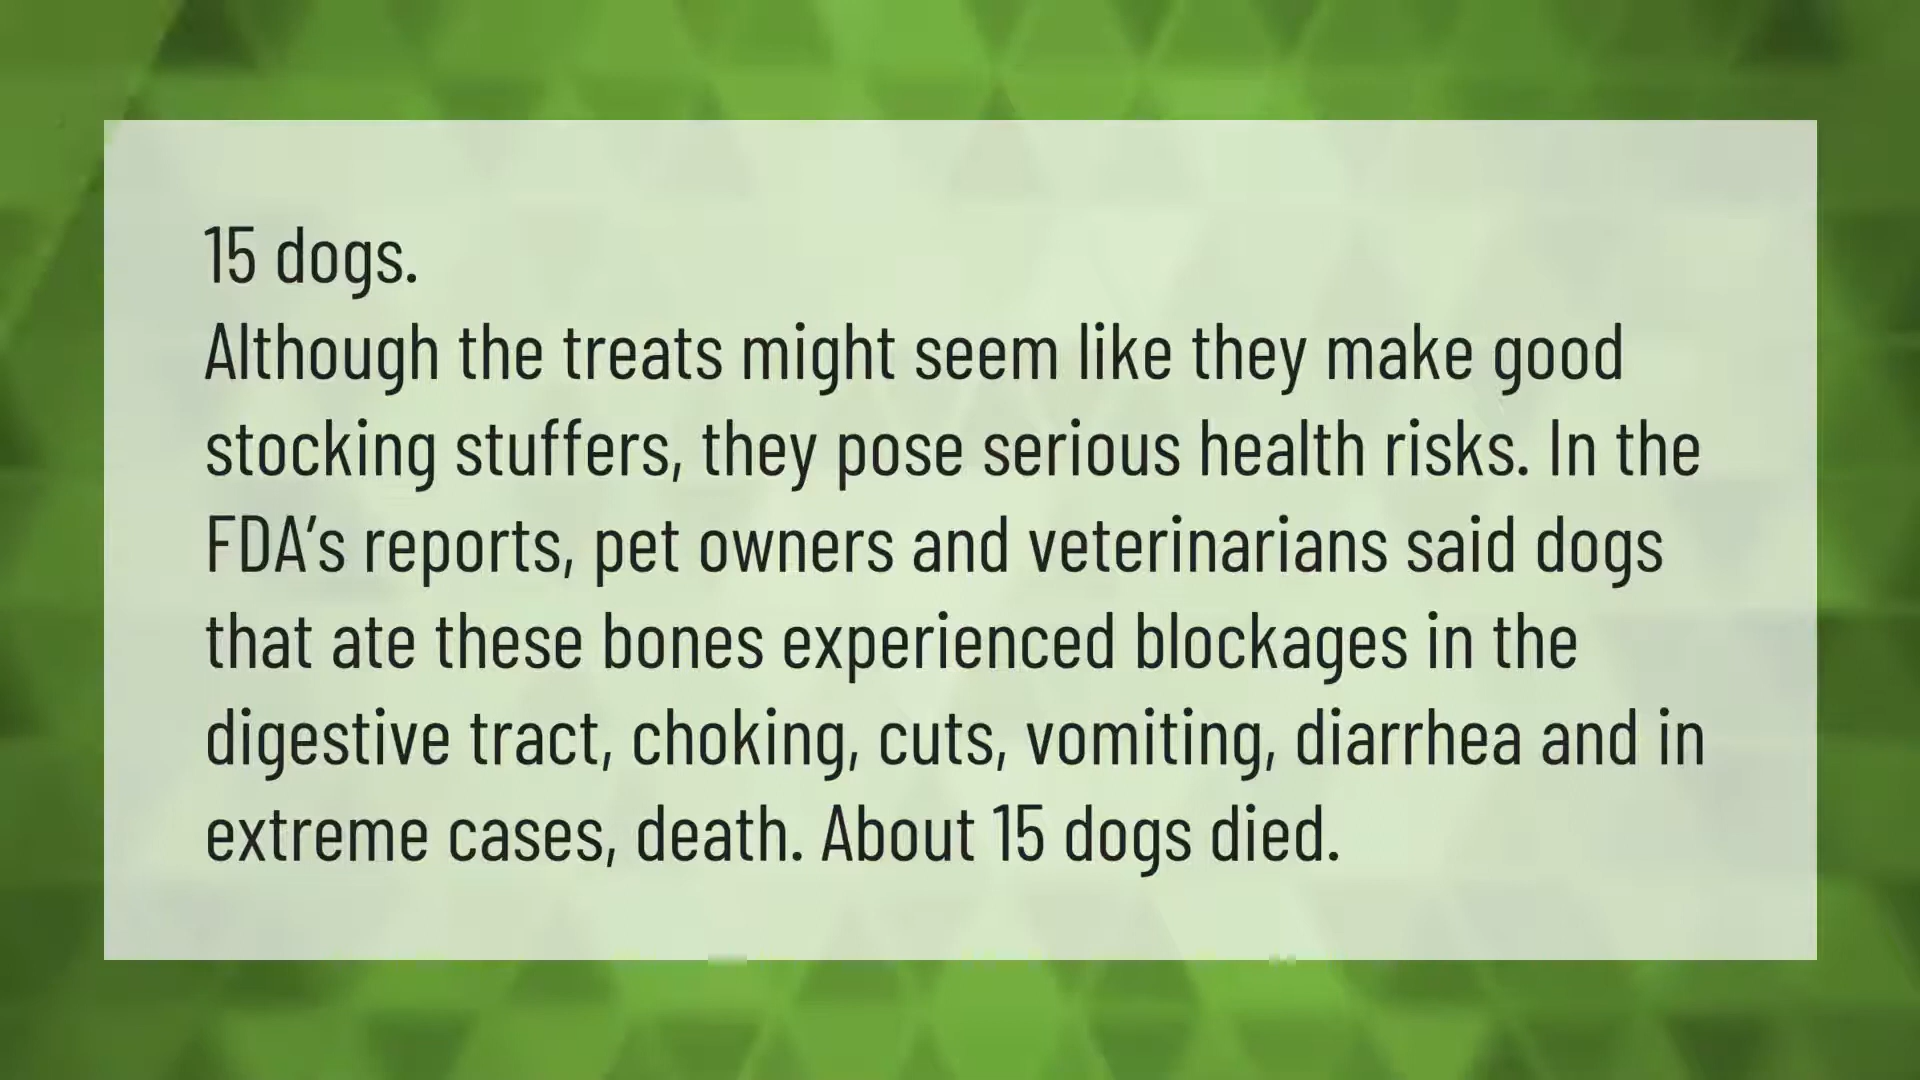 15 dogs.
Although the treats might seem like they make good
stocking stuffers, they pose serious health risks. In the
FDA’s reports, pet owners and veterinarians said dogs
that ate these bones experienced blockages in the
digestive tract, choking, cuts, vomiting, diarrhea and in
extreme cases, death. About 15 dogs died.